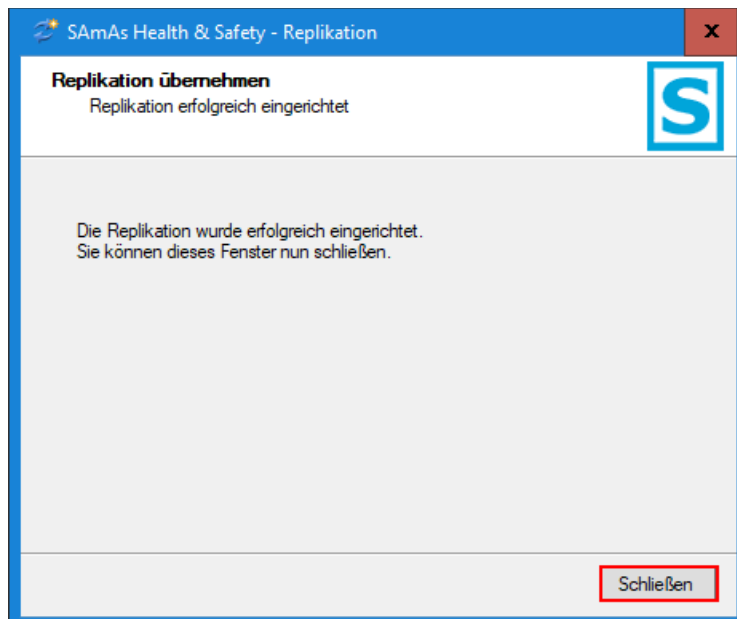 SAmAs Health & Safety - Replikation
x
Replikation übernehmen
Replikation erfolgreich eingerichtet
S
Die Replikation wurde erfolgreich eingerichtet.
Sie können dieses Fenster nun schließen.
Schließen